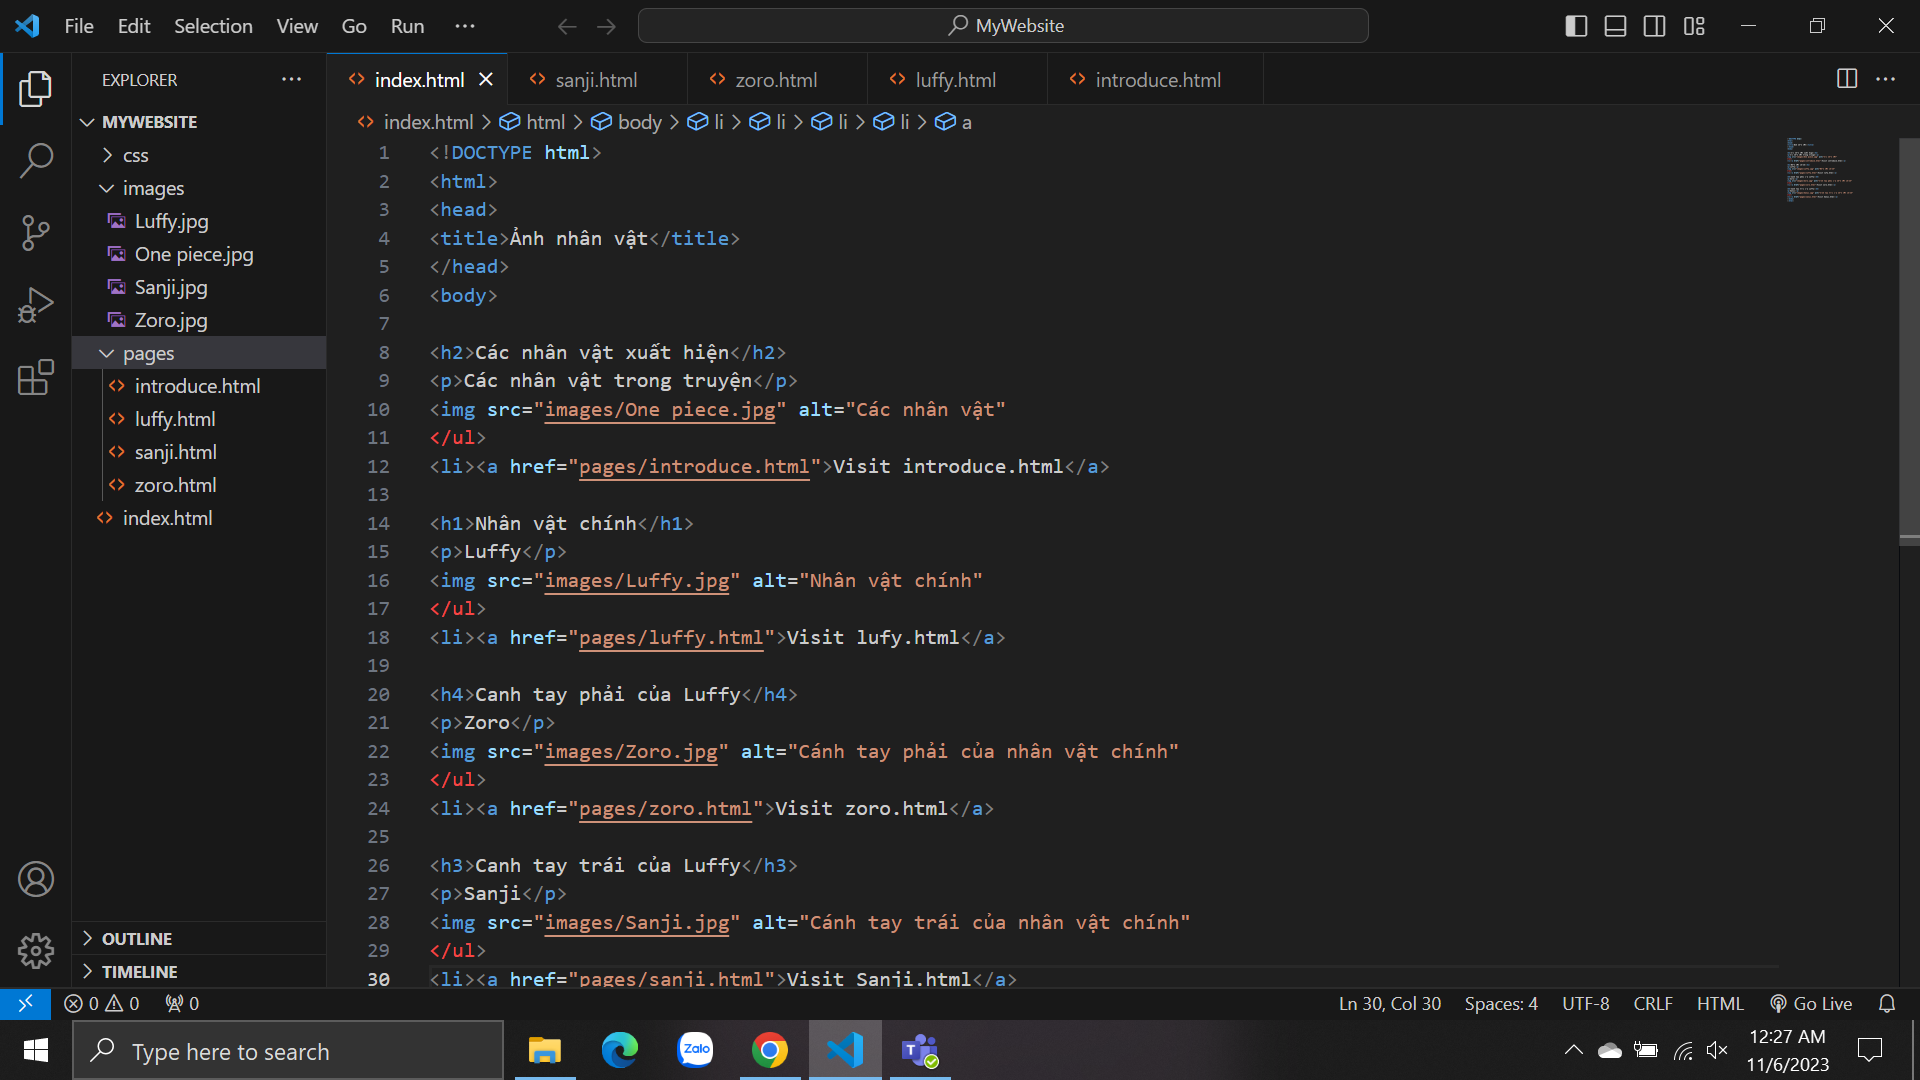 File Edit Selection View Go Run ···
MyWebsite
EXPLORER ···
index.html
sanji.html
zoro.html
luffy.html
introduce.html
MYWEBSITE
css
images
Luffy.jpg
One piece.jpg
Sanji.jpg
Zoro.jpg
pages
introduce.html
luffy.html
sanji.html
zoro.html
index.html
OUTLINE
TIMELINE
index.html > html > body > li > li > li > li > a
1 <!DOCTYPE html>
2 <html>
3 <head>
4 <title>Ảnh nhân vật</title>
5 </head>
6 <body>
7
8 <h2>Các nhân vật xuất hiện</h2>
9 <p>Các nhân vật trong truyện</p>
10 <img src="images/One piece.jpg" alt="Các nhân vật"
11 </ul>
12 <li><a href="pages/introduce.html">Visit introduce.html</a>
13
14 <h1>Nhân vật chính</h1>
15 <p>Luffy</p>
16 <img src="images/Luffy.jpg" alt="Nhân vật chính"
17 </ul>
18 <li><a href="pages/luffy.html">Visit lufy.html</a>
19
20 <h4>Canh tay phải của Luffy</h4>
21 <p>Zoro</p>
22 <img src="images/Zoro.jpg" alt="Cánh tay phải của nhân vật chính"
23 </ul>
24 <li><a href="pages/zoro.html">Visit zoro.html</a>
25
26 <h3>Canh tay trái của Luffy</h3>
27 <p>Sanji</p>
28 <img src="images/Sanji.jpg" alt="Cánh tay trái của nhân vật chính"
29 </ul>
30 <li><a href="pages/sanji.html">Visit Sanji.html</a>
0 0 0
Ln 30, Col 30 Spaces: 4 UTF-8 CRLF HTML Go Live
Type here to search
Zalo
T
12:27 AM
11/6/2023